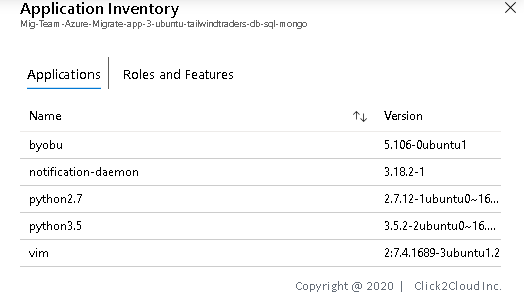 Application Inventory
Mig-Team-Azure-Migrate-app-3-ubuntu-tailwindtraders-db-sql-mongo
Applications | Roles and Features
Name Version
byobu 5.106-0ubuntu1
notification-daemon 3.18.2-1
python2.7 2.7.12-1ubuntu0~16...
python3.5 3.5.2-2ubuntu0~16....
vim 2:7.4.1689-3ubuntu1.2
Copyright @ 2020 | Click2Cloud Inc.